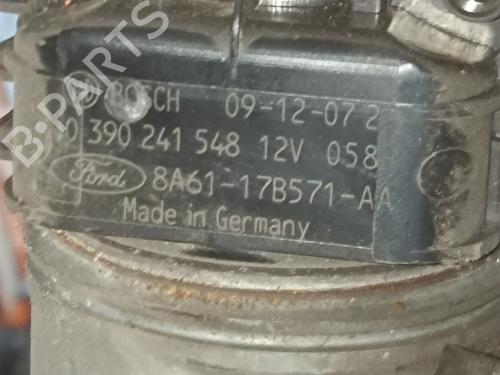 B-PARTS
BOSCH 09-12-07 2
0 390 241 548 12V 058
Ford 8A61-17B571-AA
Made in Germany